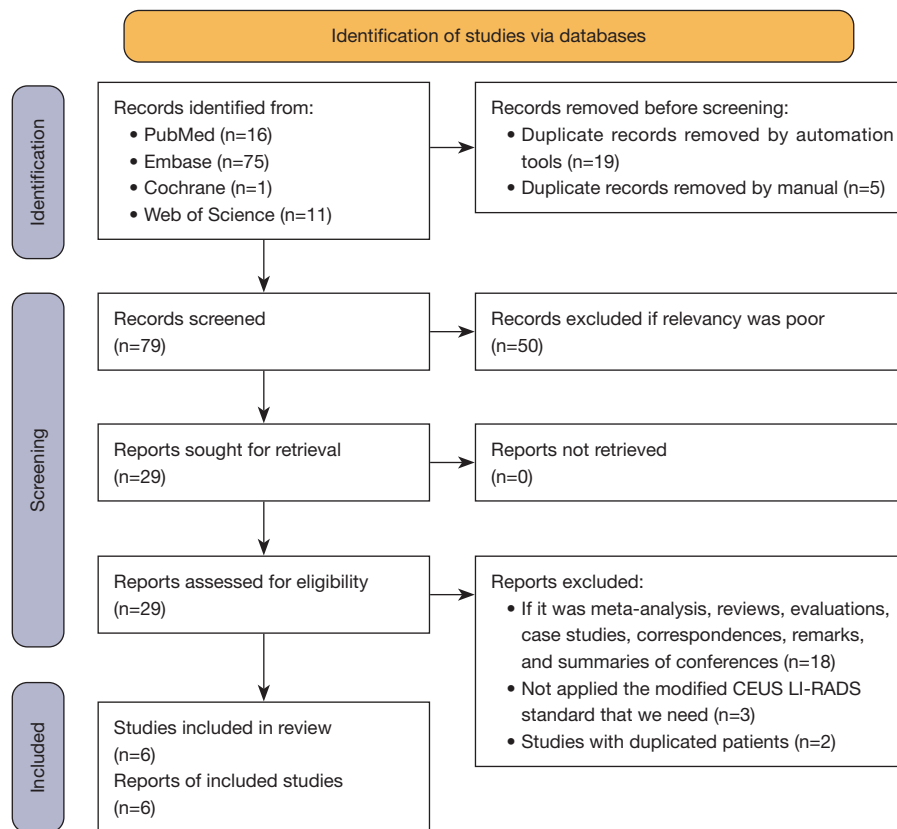 Identification of studies via databases
Identification
Records identified from:
• PubMed (n=16)
• Embase (n=75)
• Cochrane (n=1)
• Web of Science (n=11)
Records removed before screening:
• Duplicate records removed by automation
tools (n=19)
• Duplicate records removed by manual (n=5)
Screening
Records screened
(n=79)
Records excluded if relevancy was poor
(n=50)
Reports sought for retrieval
(n=29)
Reports not retrieved
(n=0)
Reports assessed for eligibility
(n=29)
Reports excluded:
• If it was meta-analysis, reviews, evaluations,
case studies, correspondences, remarks,
and summaries of conferences (n=18)
• Not applied the modified CEUS LI-RADS
standard that we need (n=3)
• Studies with duplicated patients (n=2)
Included
Studies included in review
(n=6)
Reports of included studies
(n=6)